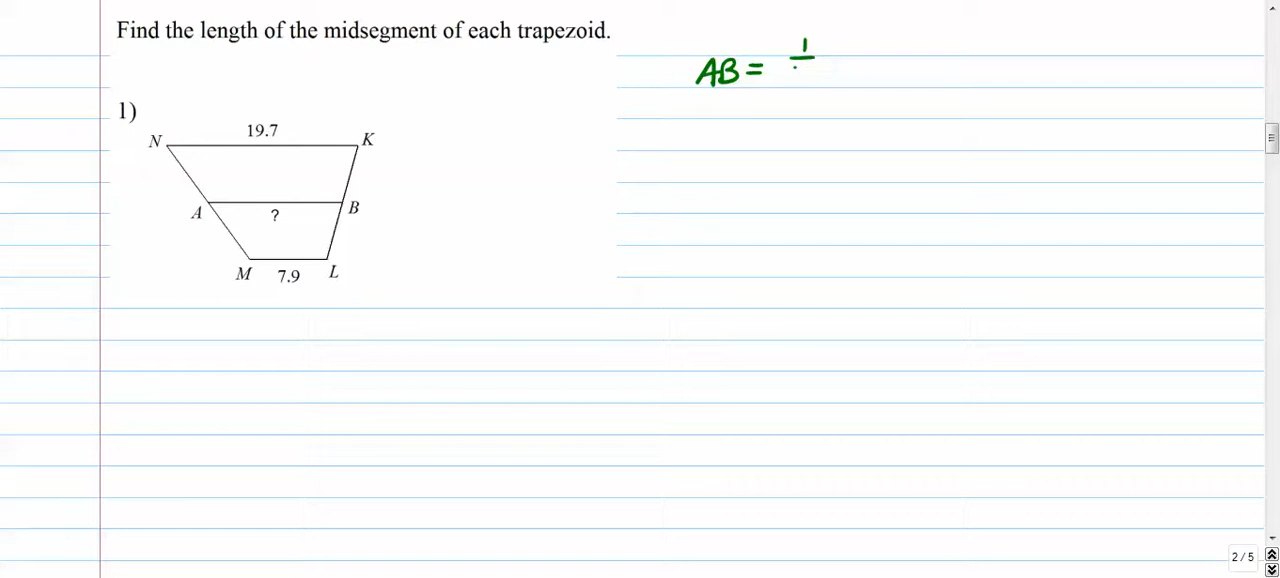 Find the length of the midsegment of each trapezoid.
AB = 1
1)
19.7
N K
A ? B
M 7.9 L
2 / 5